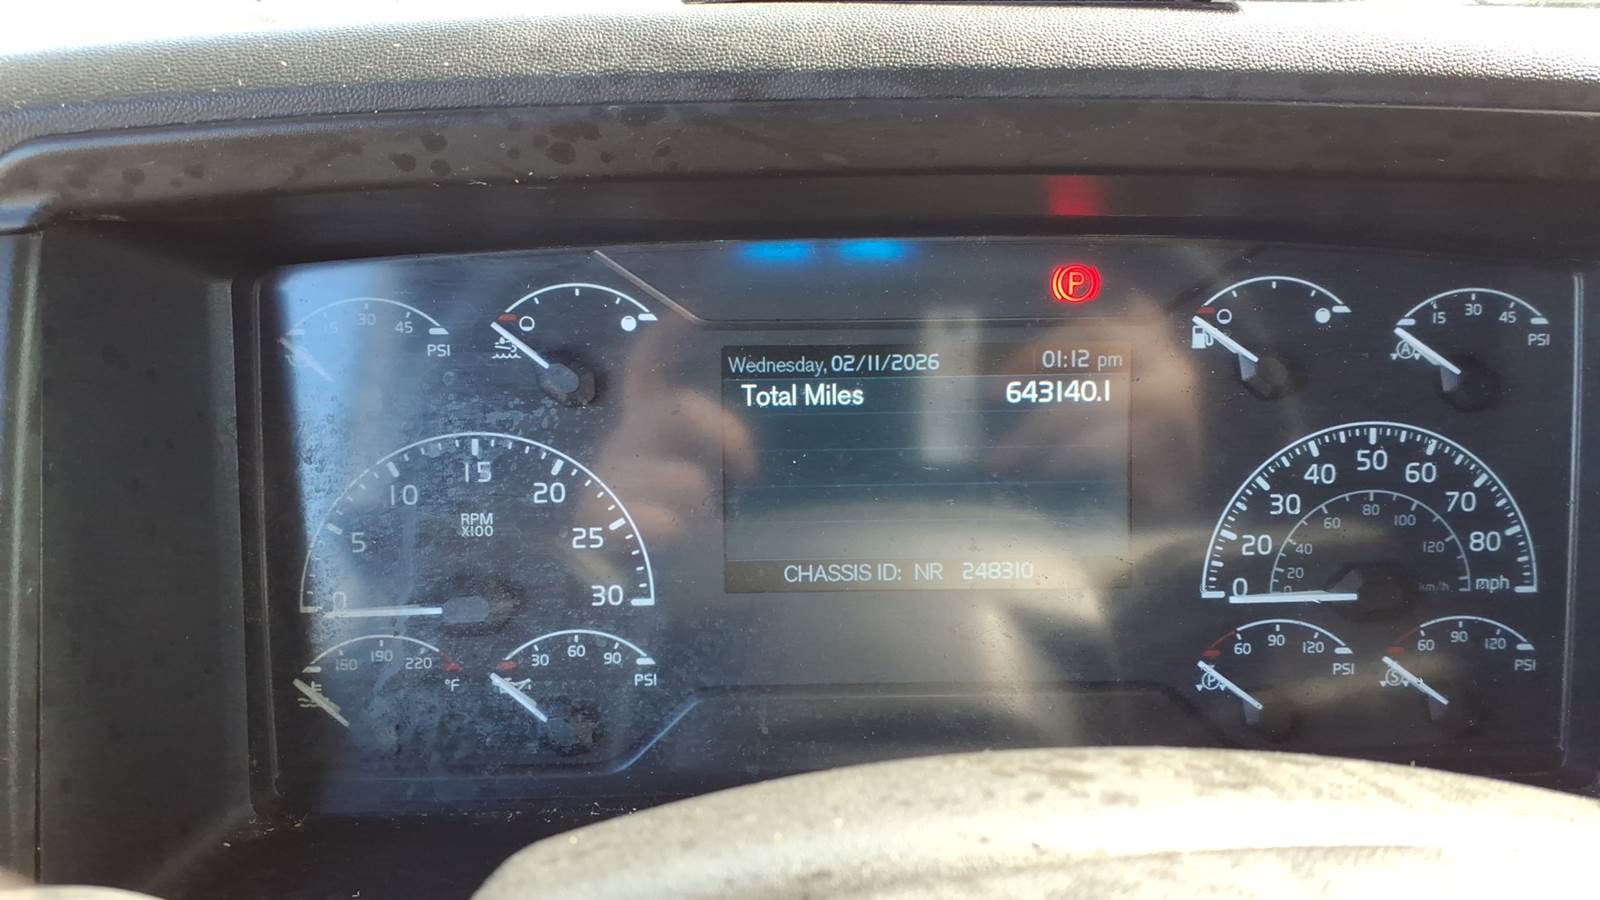 Wednesday, 02/11/2026 01:12 pm
Total Miles 643140.1
CHASSIS ID: NR 248310
P
15 30 45
PSI
15 30 45
PSI
A
0 5 10 15 20 25 30
RPM
X100
0 20 30 40 50 60 70 80
mph
0 20 40 60 80 100 120
km/h
160 190 220
°F
30 60 90
PSI
60 90 120
PSI
P
60 90 120
PSI
S